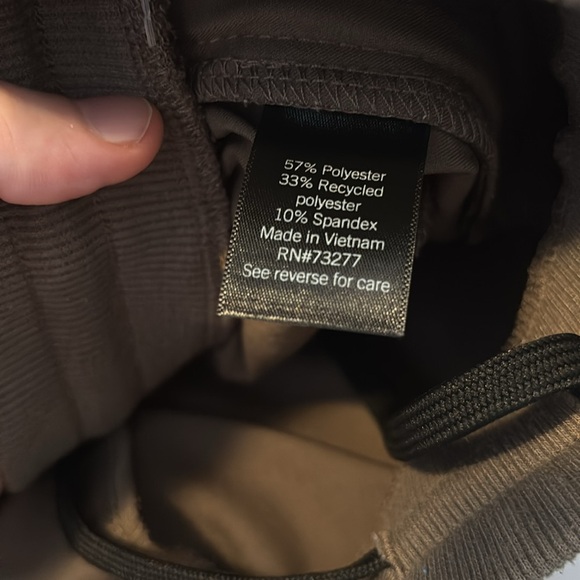 57% Polyester
33% Recycled
polyester
10% Spandex
Made in Vietnam
RN#73277
See reverse for care